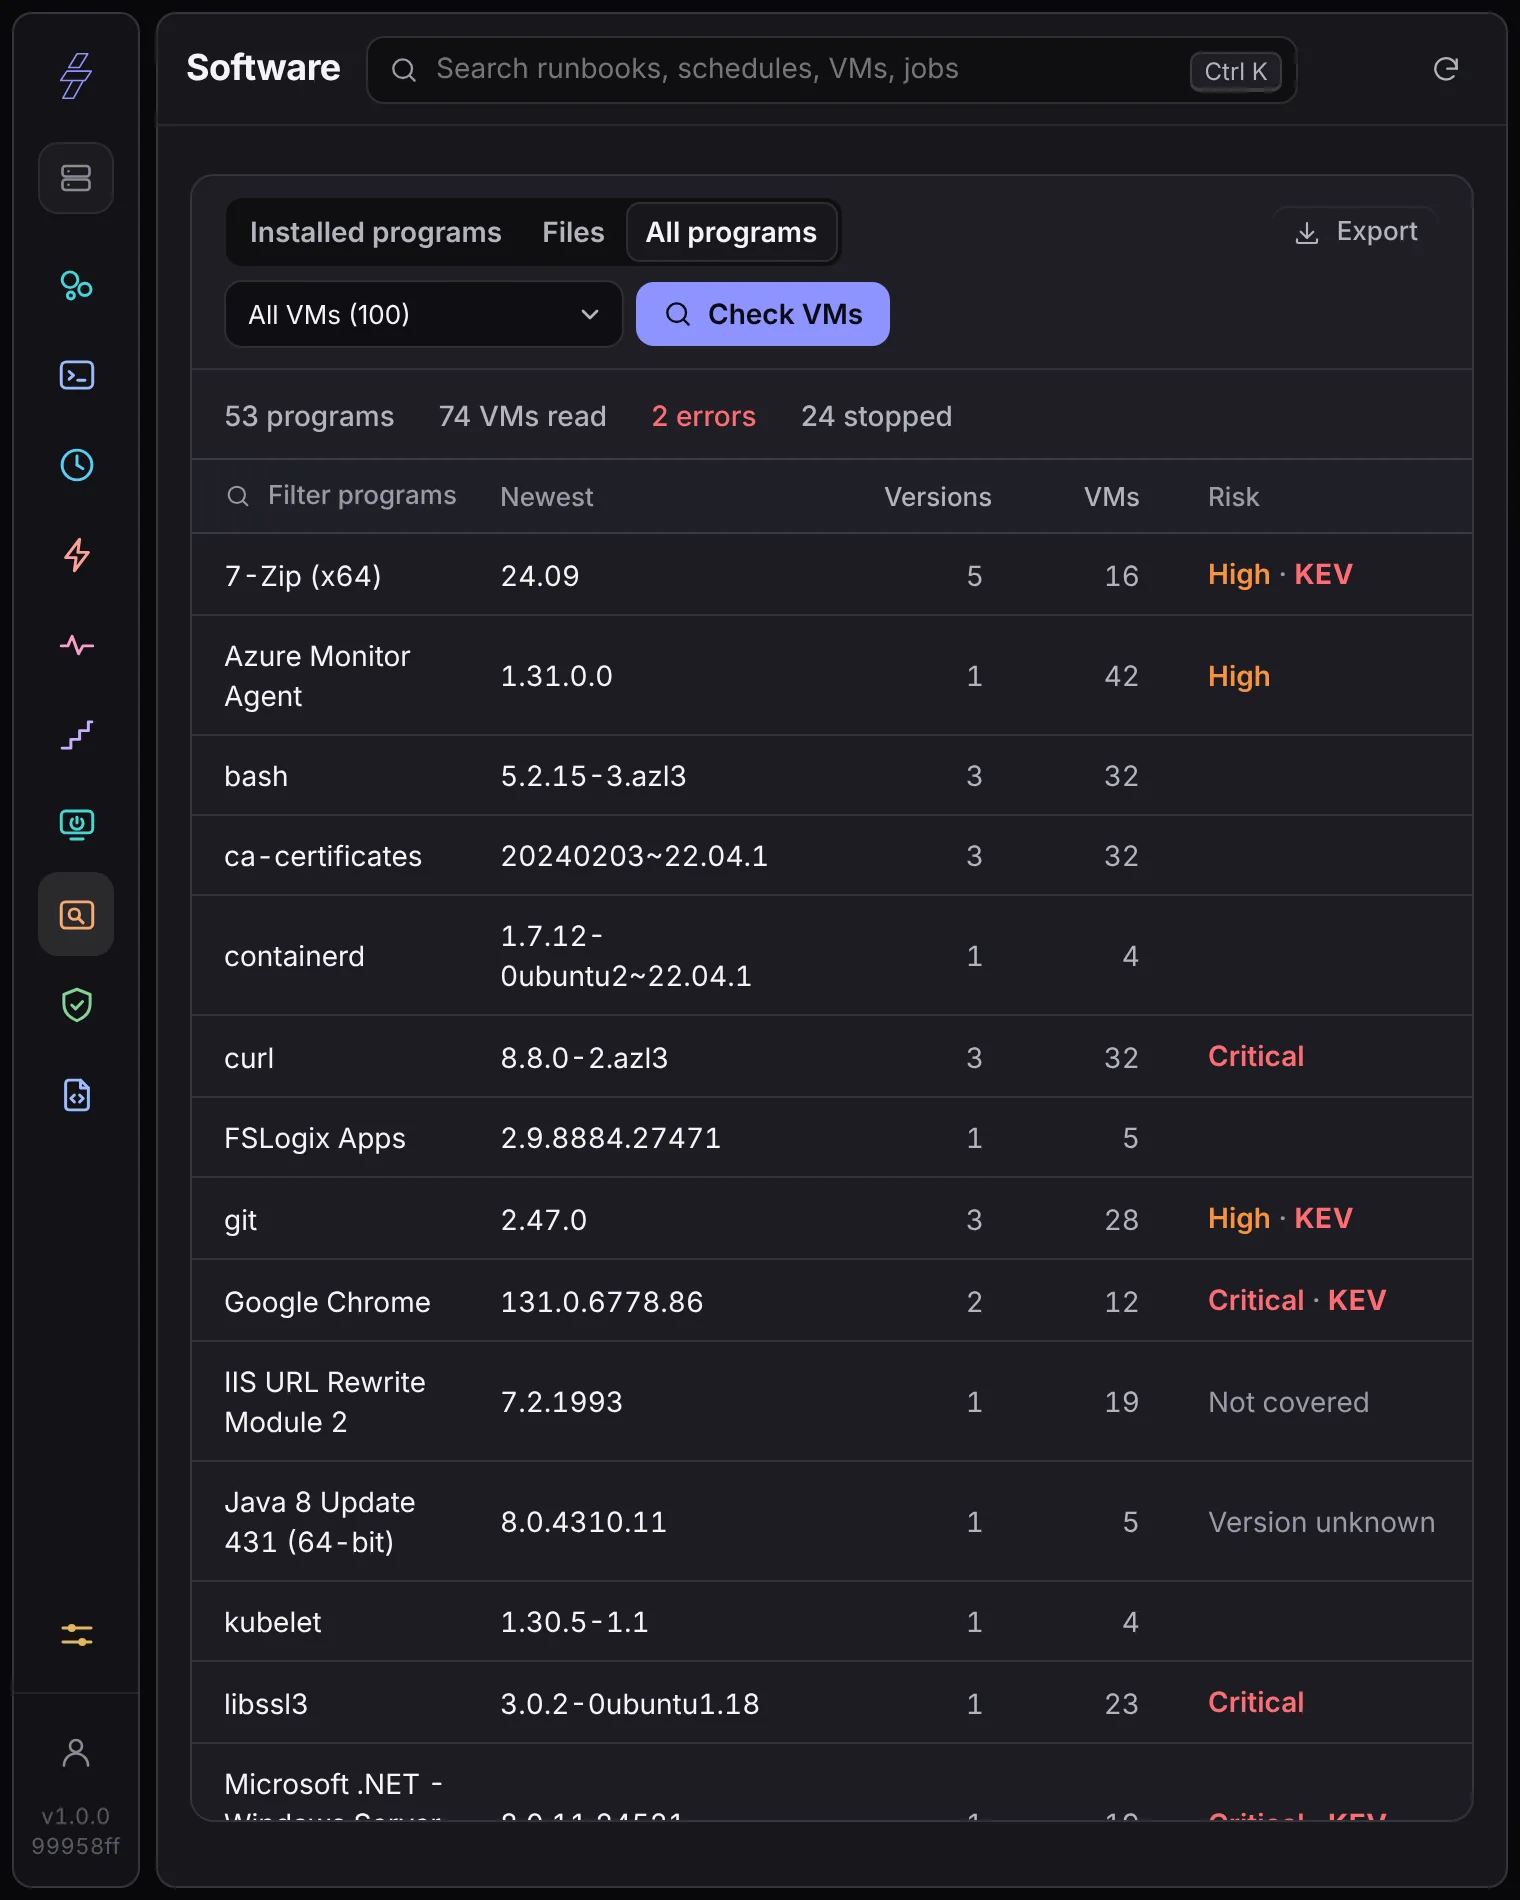 Software
Search runbooks, schedules, VMs, jobs
Ctrl K
Installed programs
Files
All programs
Export
All VMs (100)
Check VMs
53 programs
74 VMs read
2 errors
24 stopped
Filter programs Newest Versions VMs Risk
7-Zip (x64) 24.09 5 16 High · KEV
Azure Monitor
Agent 1.31.0.0 1 42 High
bash 5.2.15-3.azl3 3 32
ca-certificates 20240203~22.04.1 3 32
containerd 1.7.12-
0ubuntu2~22.04.1 1 4
curl 8.8.0-2.azl3 3 32 Critical
FSLogix Apps 2.9.8884.27471 1 5
git 2.47.0 3 28 High · KEV
Google Chrome 131.0.6778.86 2 12 Critical · KEV
IIS URL Rewrite
Module 2 7.2.1993 1 19 Not covered
Java 8 Update
431 (64-bit) 8.0.4310.11 1 5 Version unknown
kubelet 1.30.5-1.1 1 4
libssl3 3.0.2-0ubuntu1.18 1 23 Critical
Microsoft .NET -
Windows Server Critical · KEV
v1.0.0
99958ff